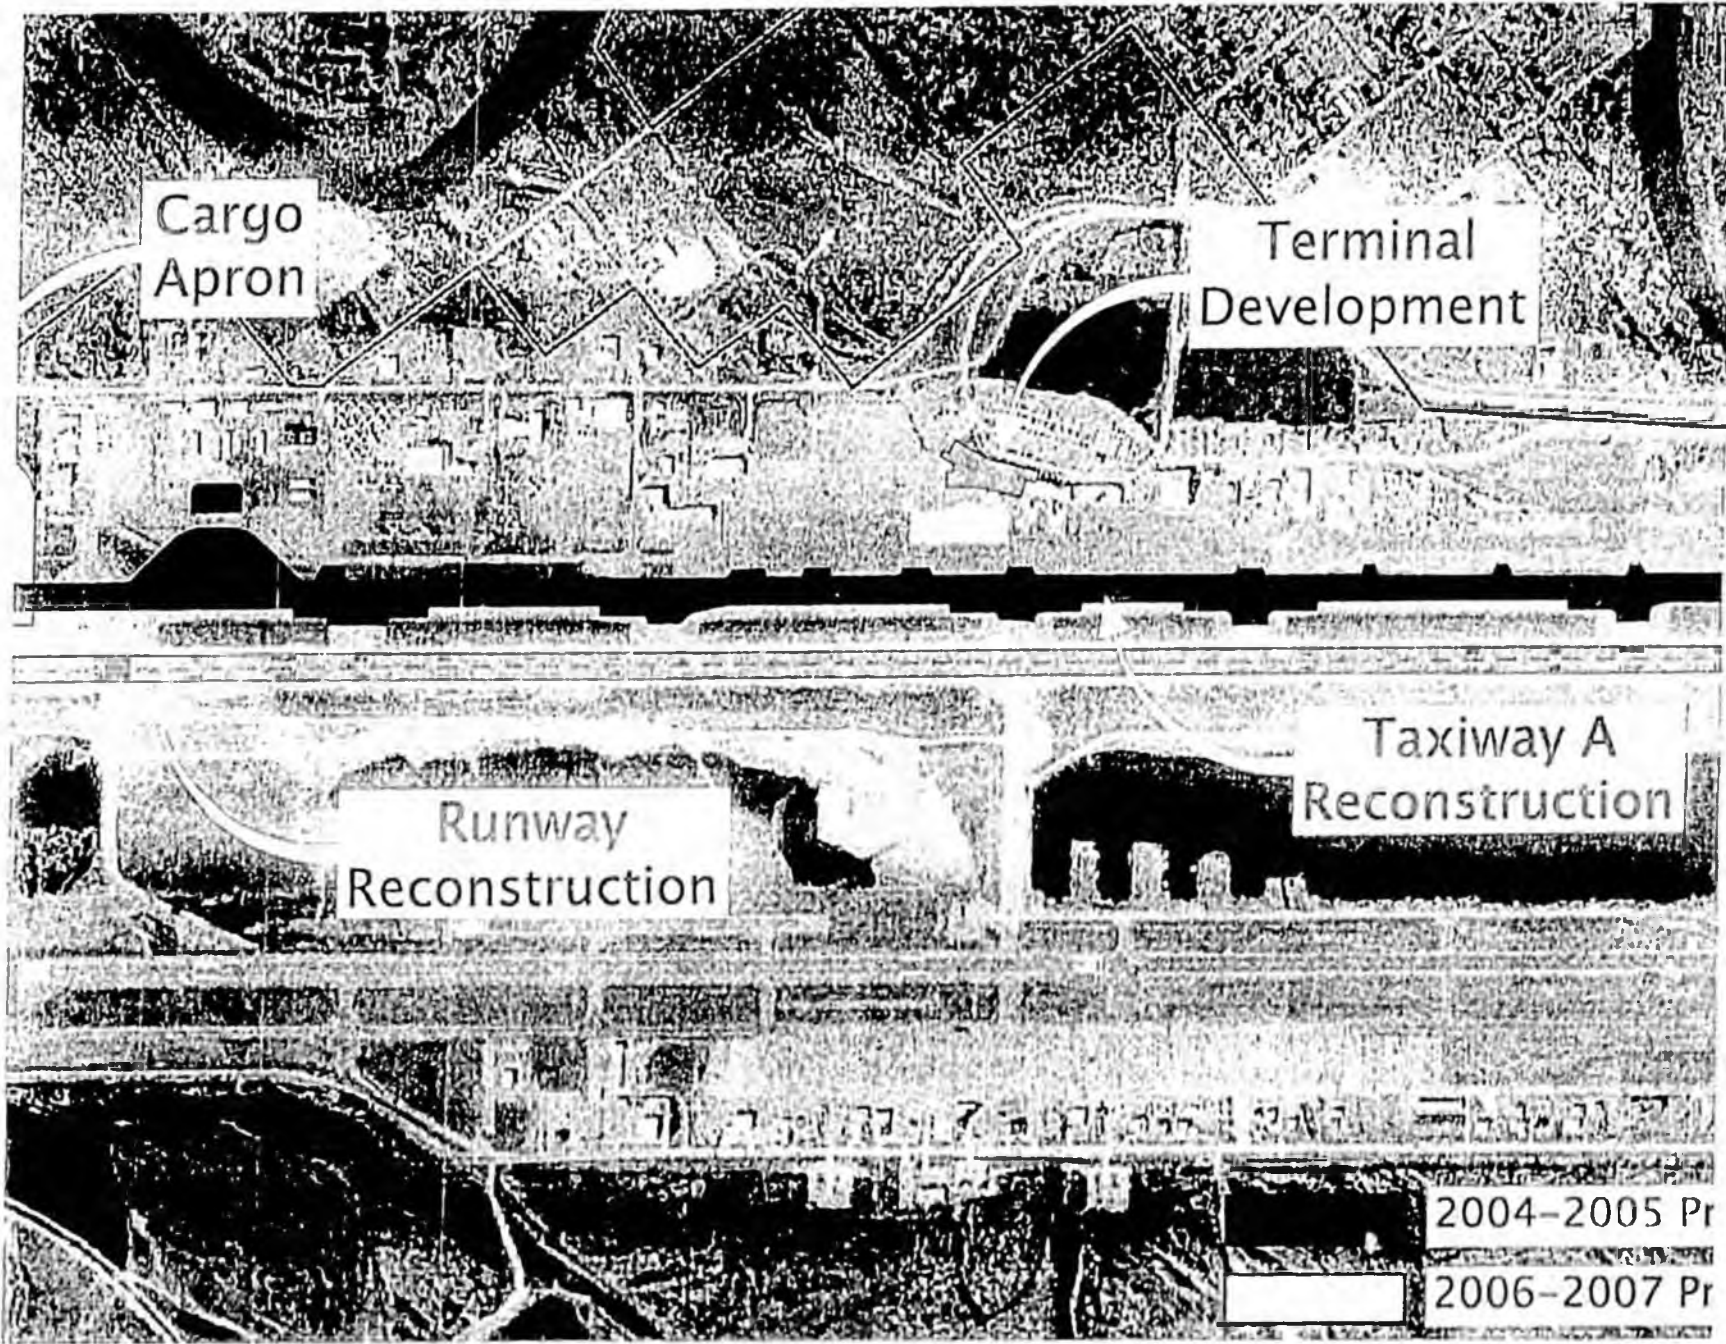 Cargo
Apron
Terminal
Development
Taxiway A
Reconstruction
Runway
Reconstruction
2004-2005 Pr
2006-2007 Pr